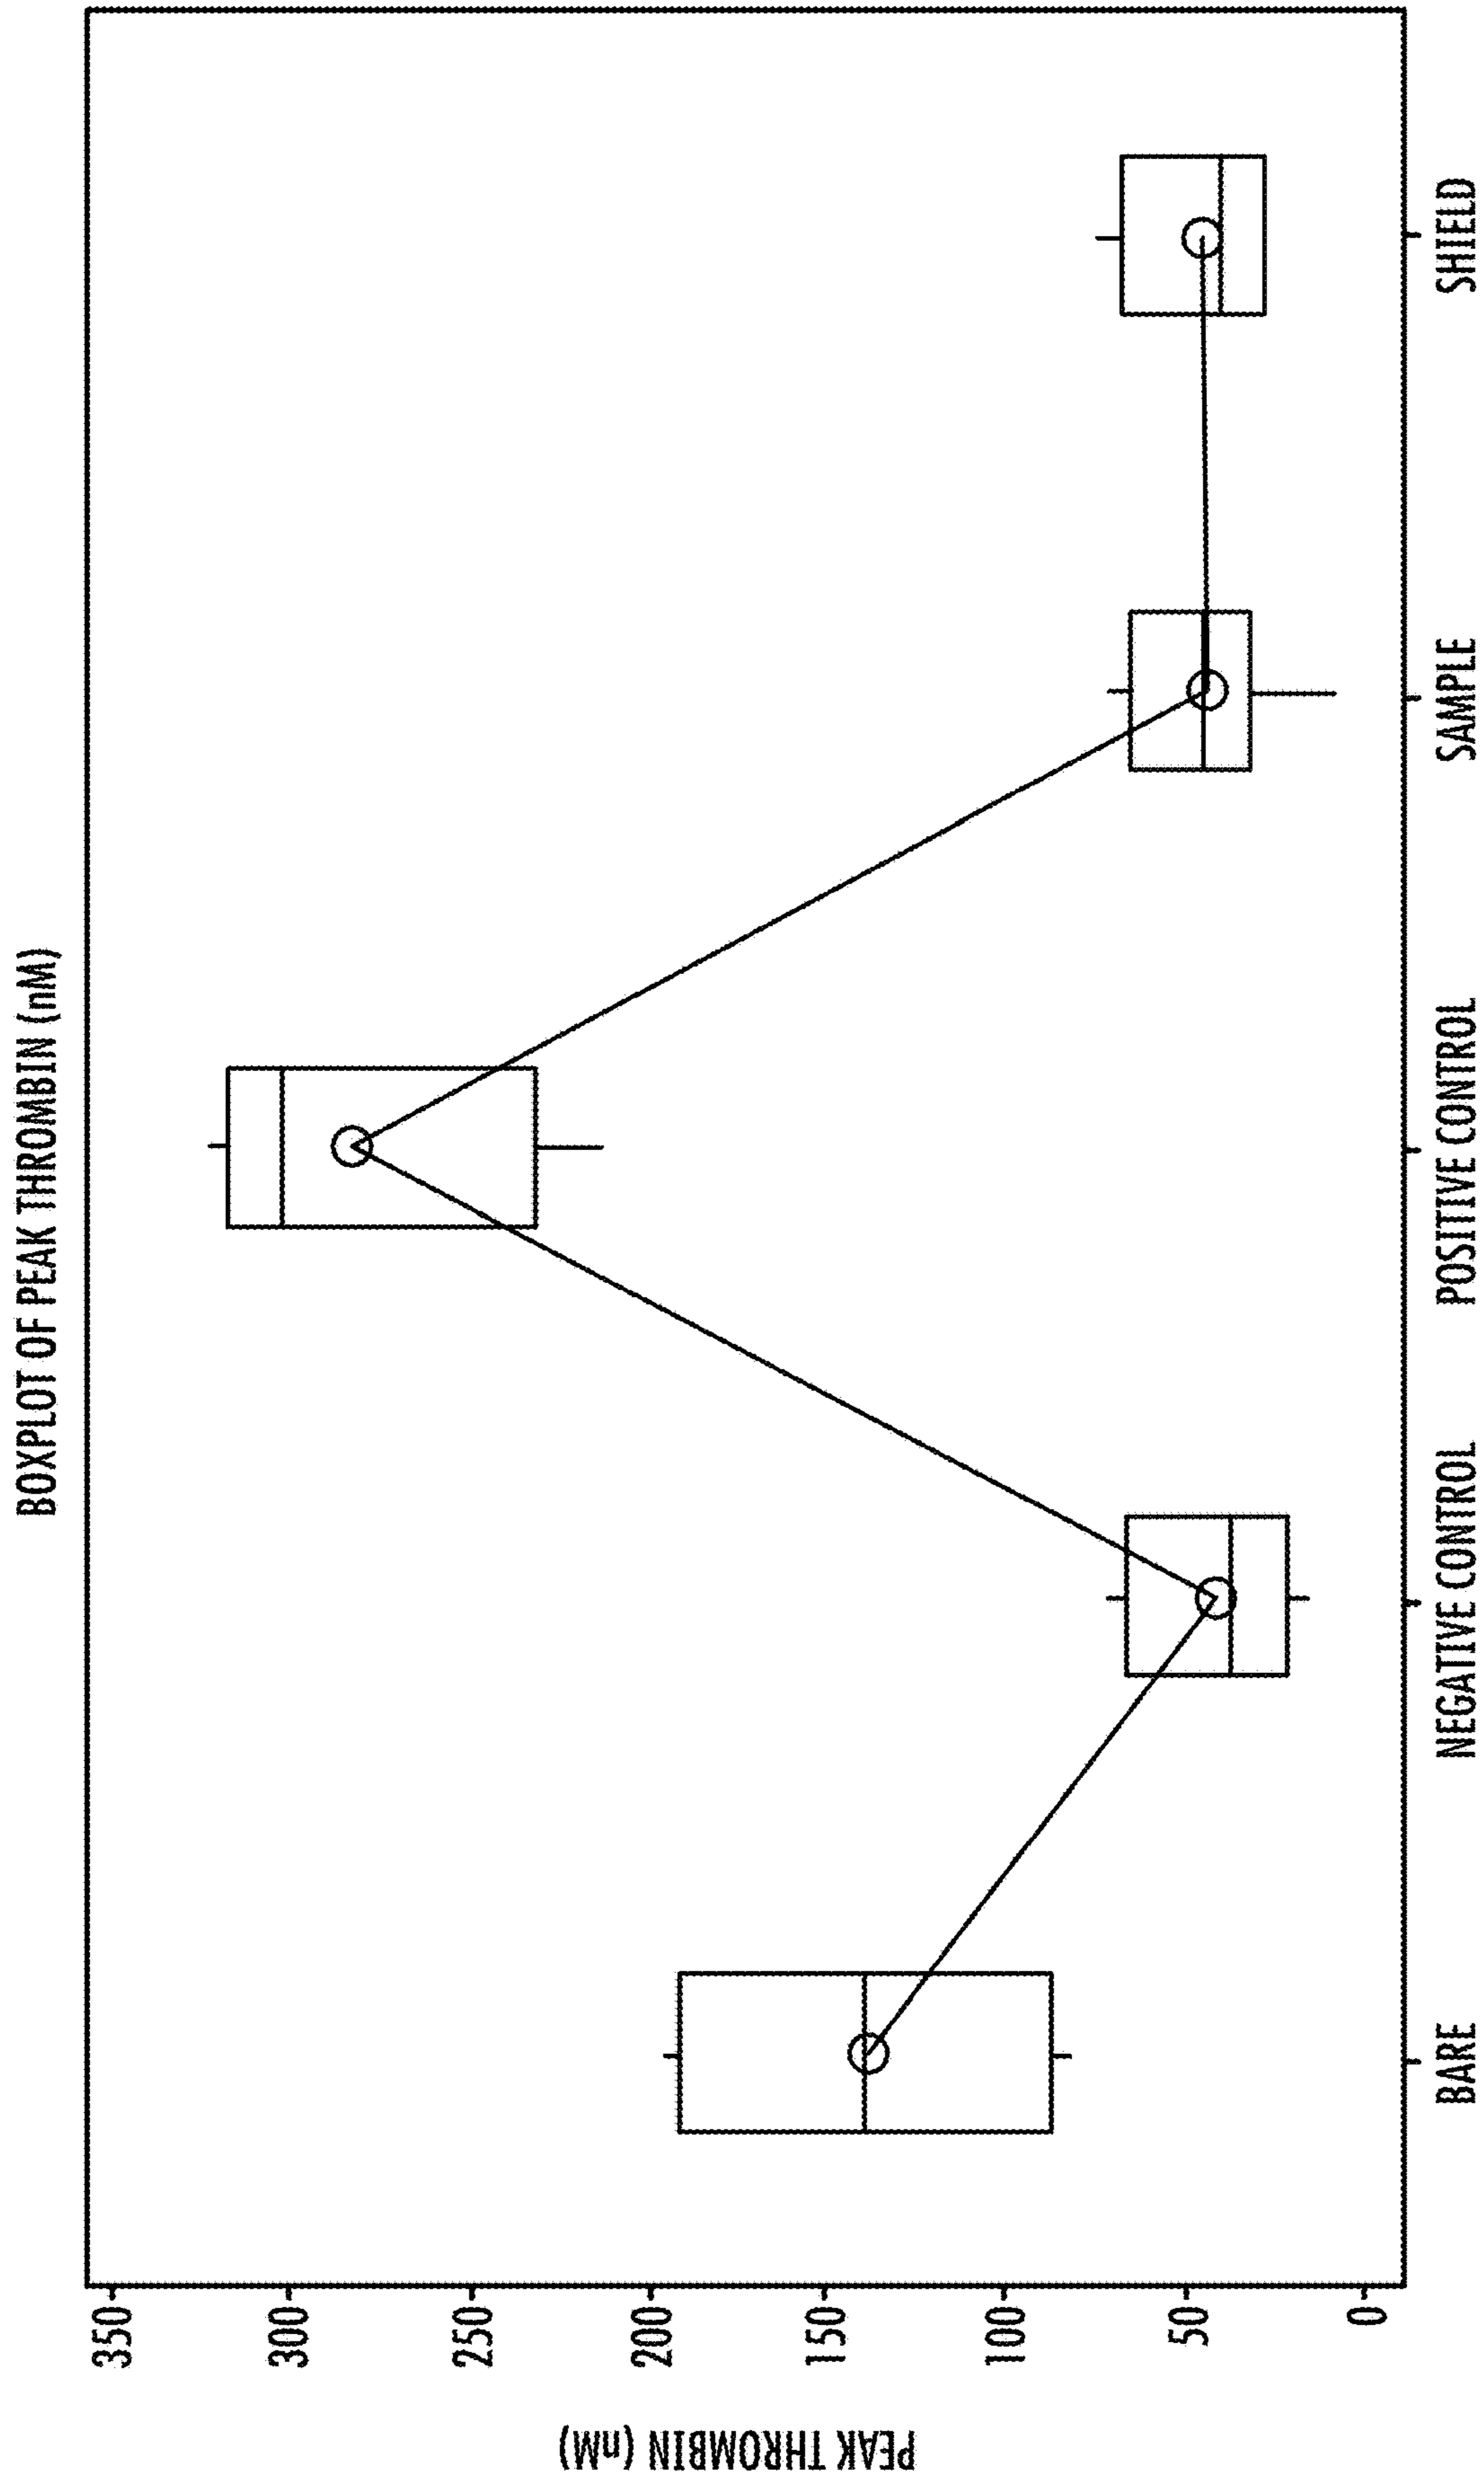 BOXPLOT OF PEAK THROMBIN (nM)
PEAK THROMBIN (nM)
350
300
250
200
150
100
50
0
BARE
NEGATIVE CONTROL
POSITIVE CONTROL
SAMPLE
SHIELD